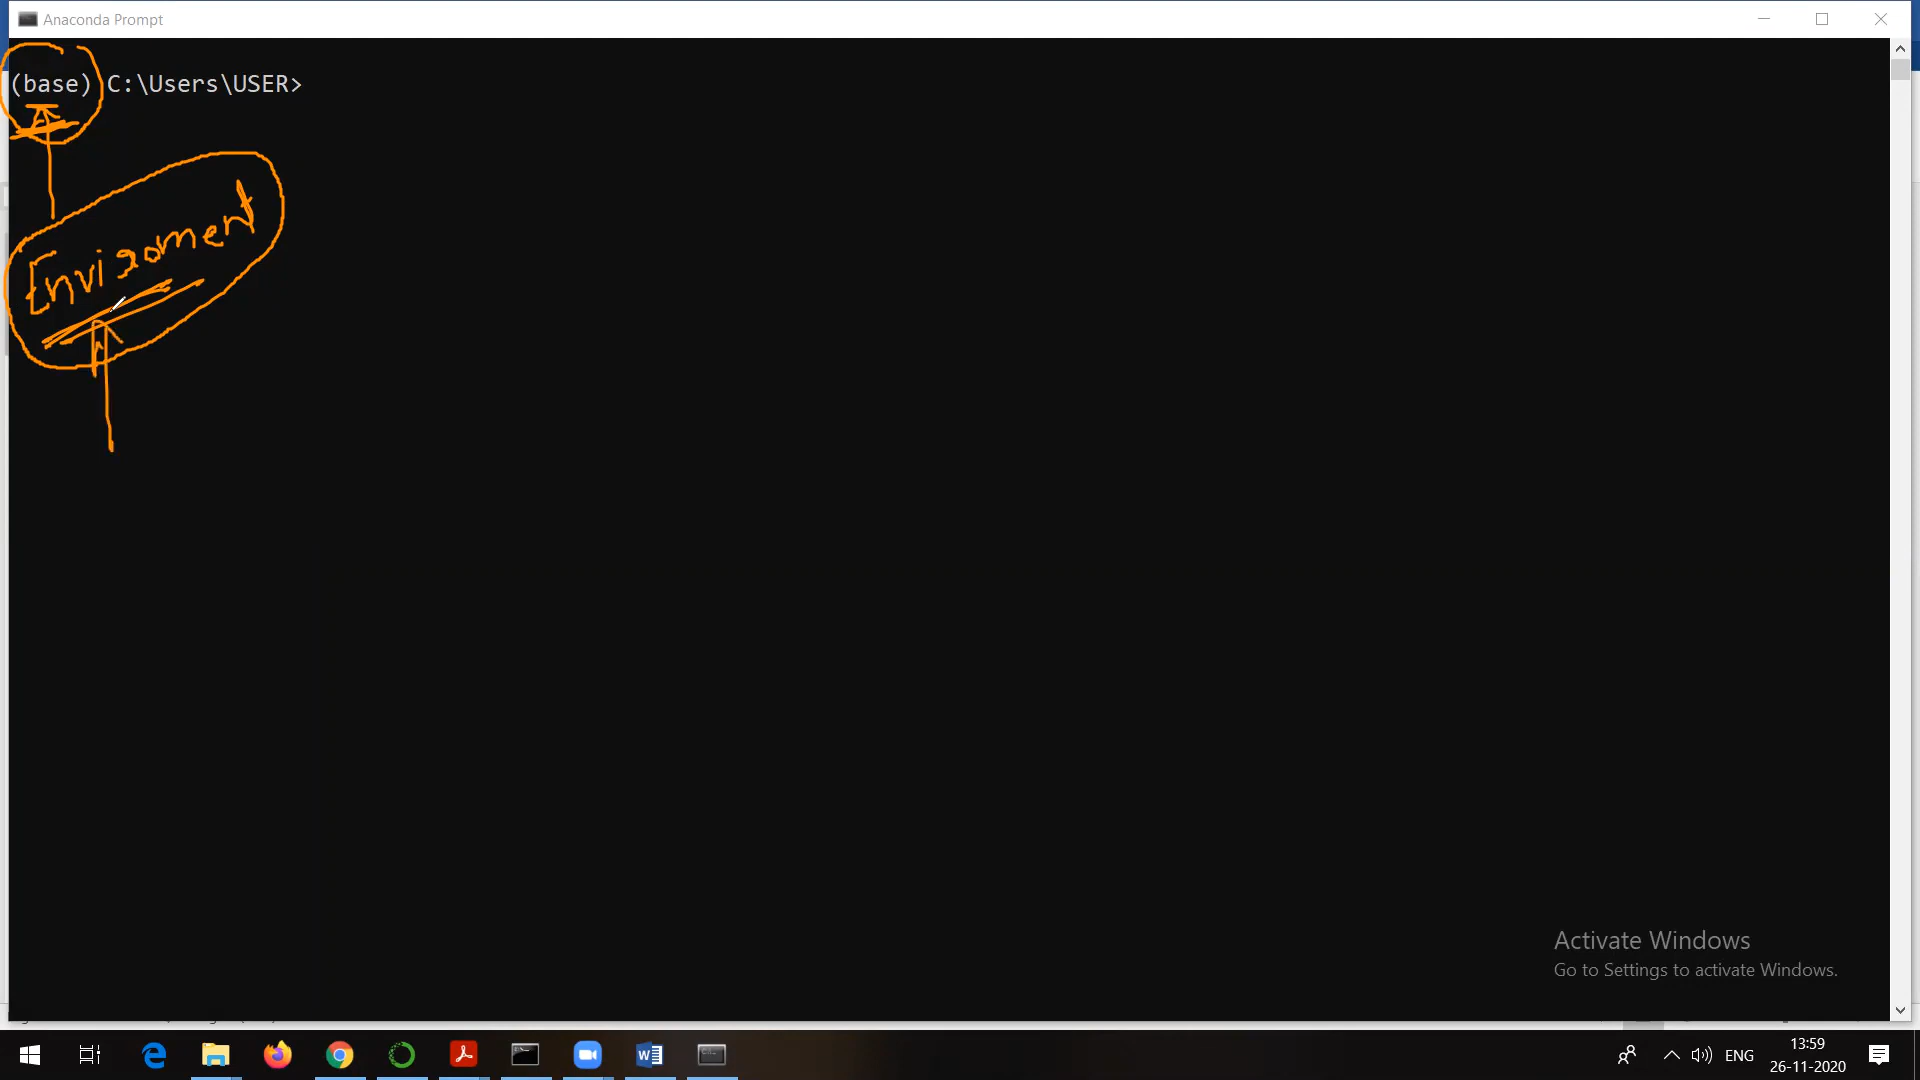 Anaconda Prompt
(base) C:\Users\USER>
Enviroment
Activate Windows
Go to Settings to activate Windows.
ENG
13:59
26-11-2020